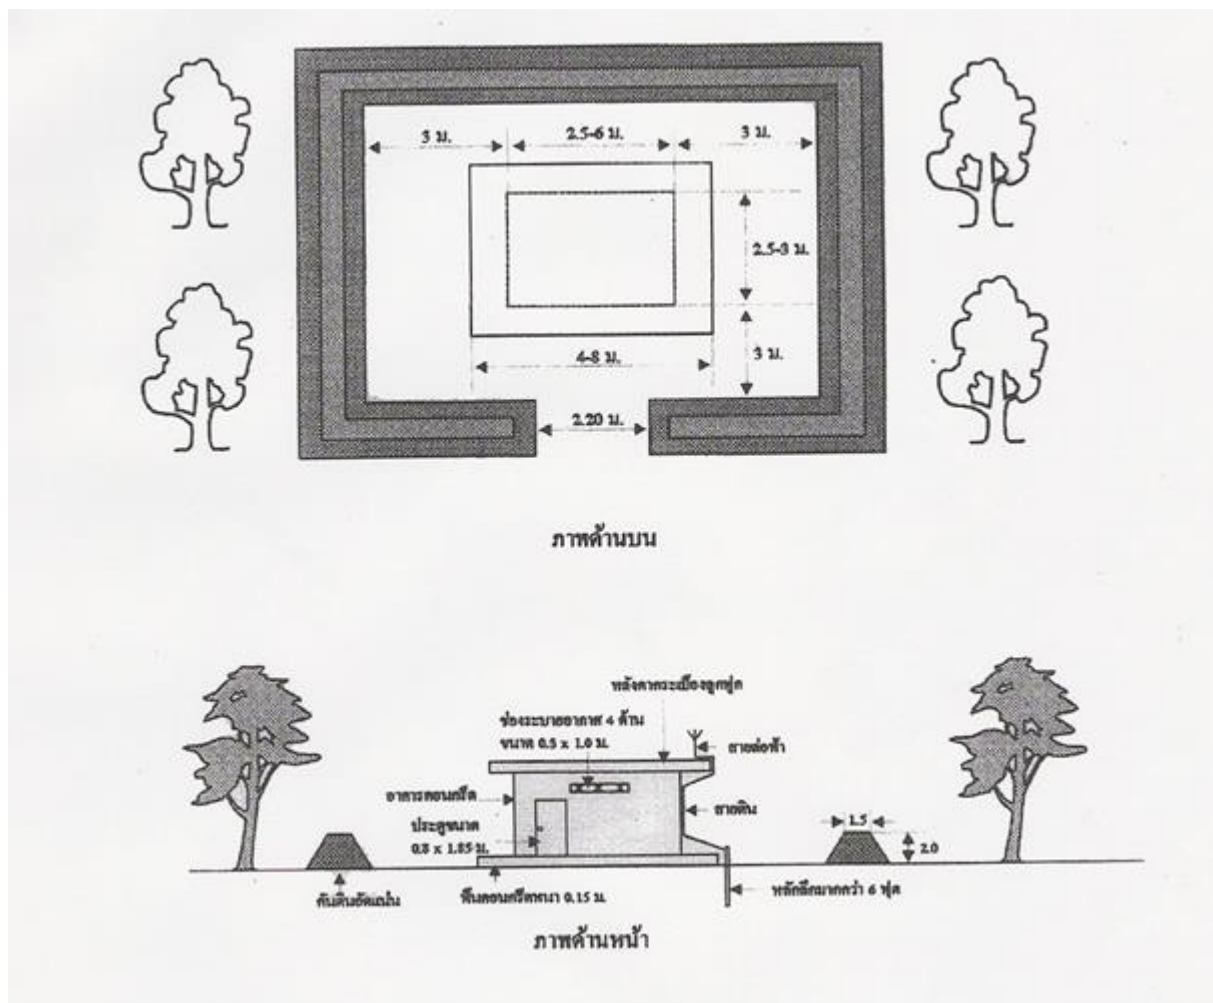 3 ม.
2.5-6 ม.
3 ม.
2.5-3 ม.
3 ม.
4-8 ม.
2.20 ม.
ภาพด้านบน
หลังคากระเบื้องลูกฟูก
ช่องระบายอากาศ 4 ด้าน
ขนาด 0.5 x 1.0 ม.
สายล่อฟ้า
อาคารคอนกรีต
สายดิน
ประตูขนาด
0.8 x 1.85 ม.
1.5
2.0
คันดินอัดแน่น
พื้นคอนกรีตหนา 0.15 ม.
หลักลึกมากกว่า 6 ฟุต
ภาพด้านหน้า